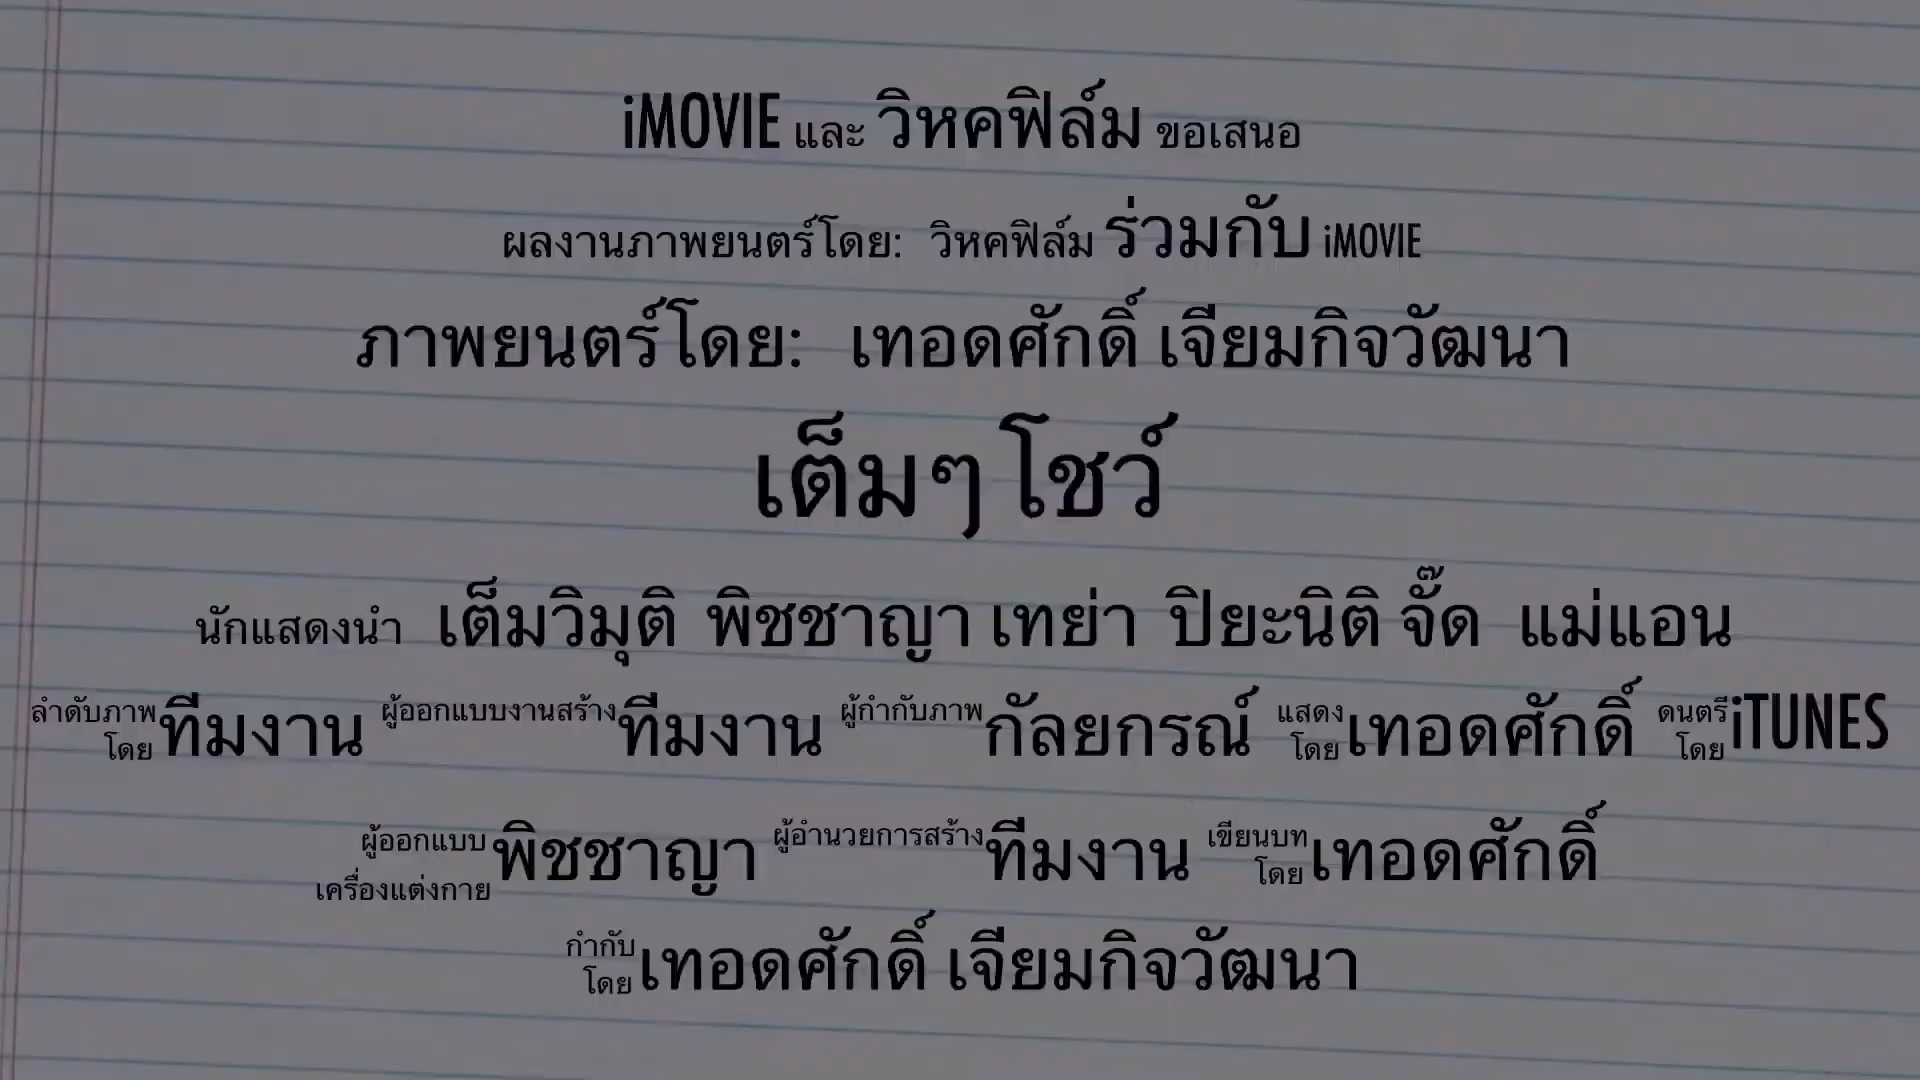 iMOVIE และ วิหคฟิล์ม ขอเสนอ
ผลงานภาพยนตร์โดย: วิหคฟิล์ม ร่วมกับ iMOVIE
ภาพยนตร์โดย: เทอดศักดิ์ เจียมกิจวัฒนา
เต็มๆโชว์
นักแสดงนำ เต็มวิมุติ พิชชาญา เทย่า ปิยะนิติ จั๊ด แม่แอน
ลำดับภาพโดย ทีมงาน ผู้ออกแบบงานสร้าง ทีมงาน ผู้กำกับภาพ กัลยกรณ์ แสดงโดย เทอดศักดิ์ ดนตรีโดย iTUNES
ผู้ออกแบบเครื่องแต่งกาย พิชชาญา ผู้อำนวยการสร้าง ทีมงาน เขียนบทโดย เทอดศักดิ์
กำกับโดย เทอดศักดิ์ เจียมกิจวัฒนา